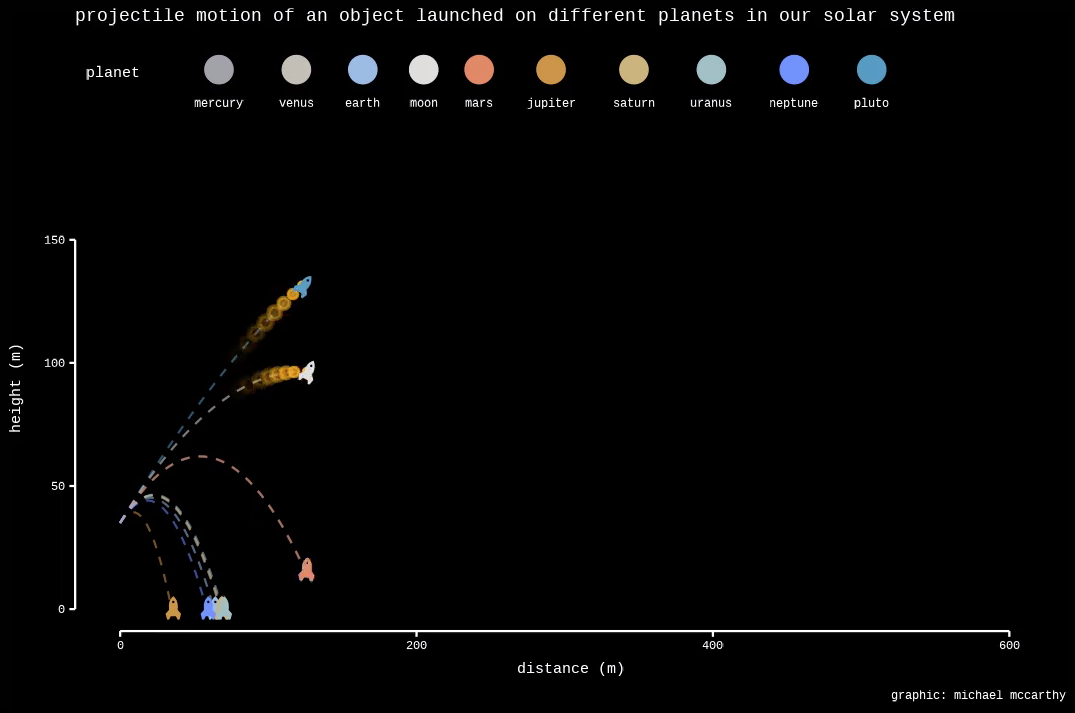 projectile motion of an object launched on different planets in our solar system
planet
mercury venus earth moon mars jupiter saturn uranus neptune pluto
150
100
50
0
height (m)
0 200 400 600
distance (m)
graphic: michael mccarthy